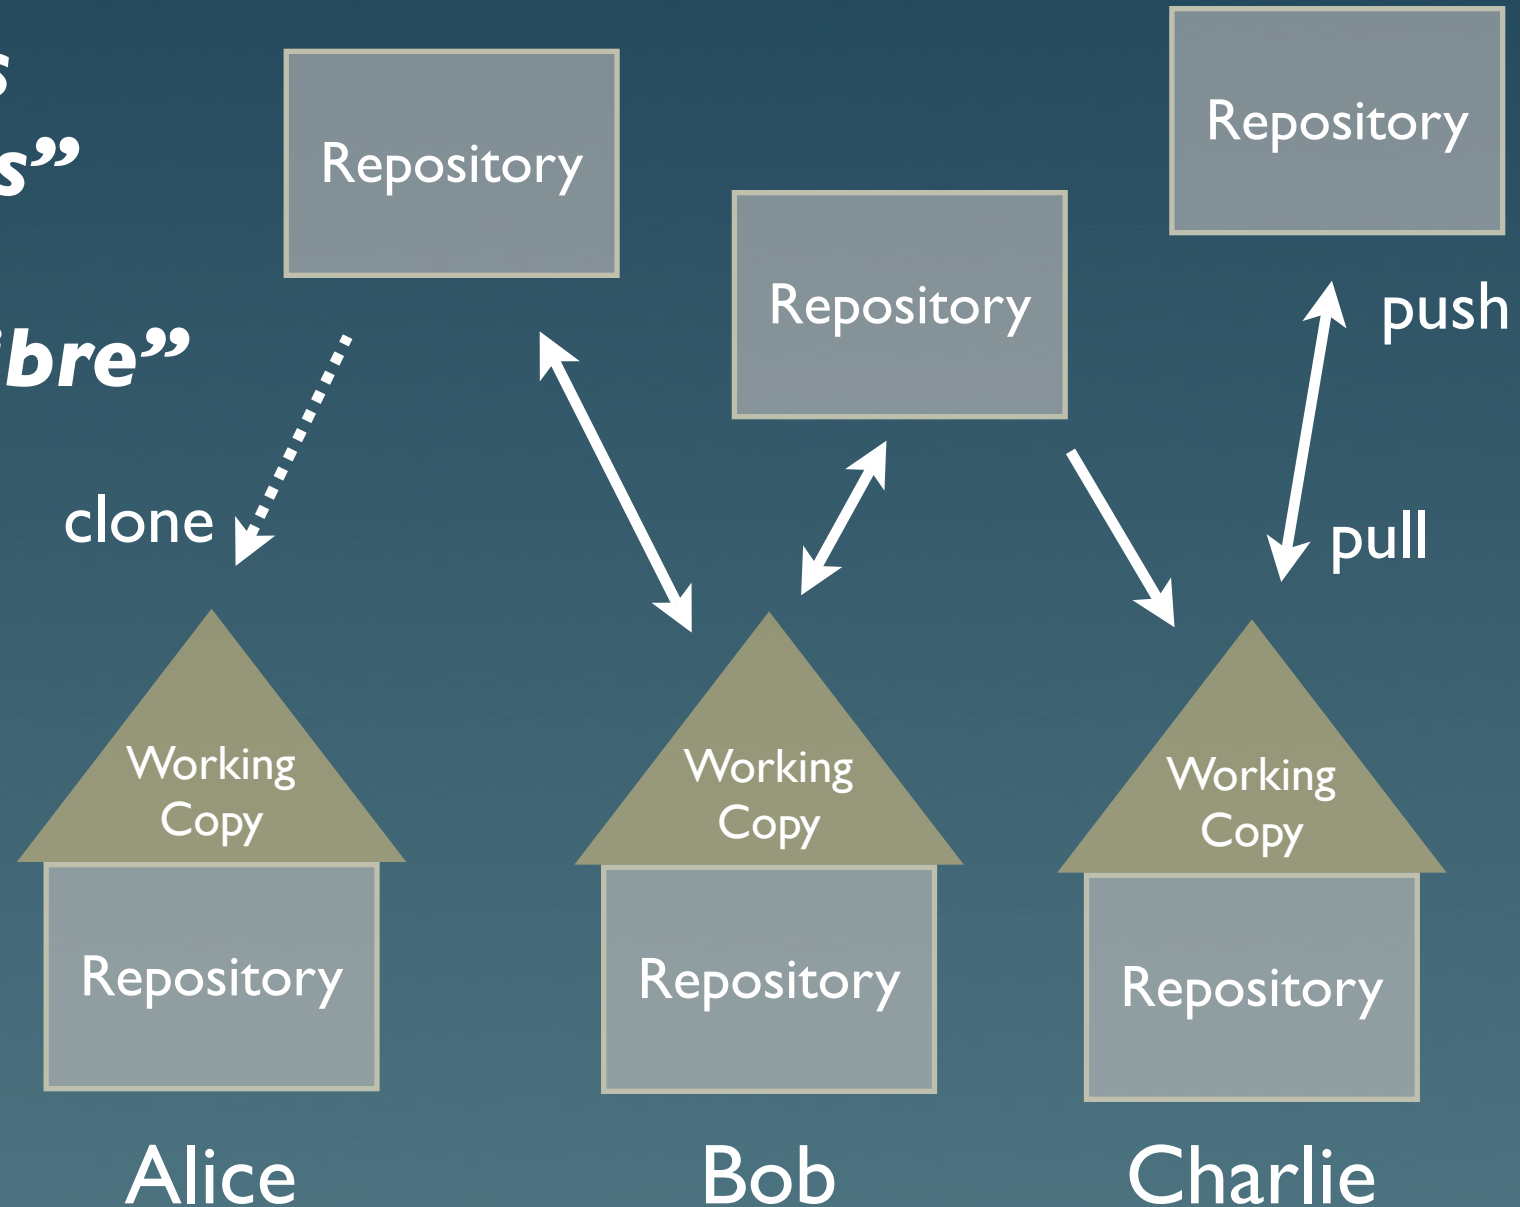 s”
ibre”
Repository
Repository
Repository
push
clone
pull
Working
Copy
Repository
Working
Copy
Repository
Working
Copy
Repository
Alice
Bob
Charlie